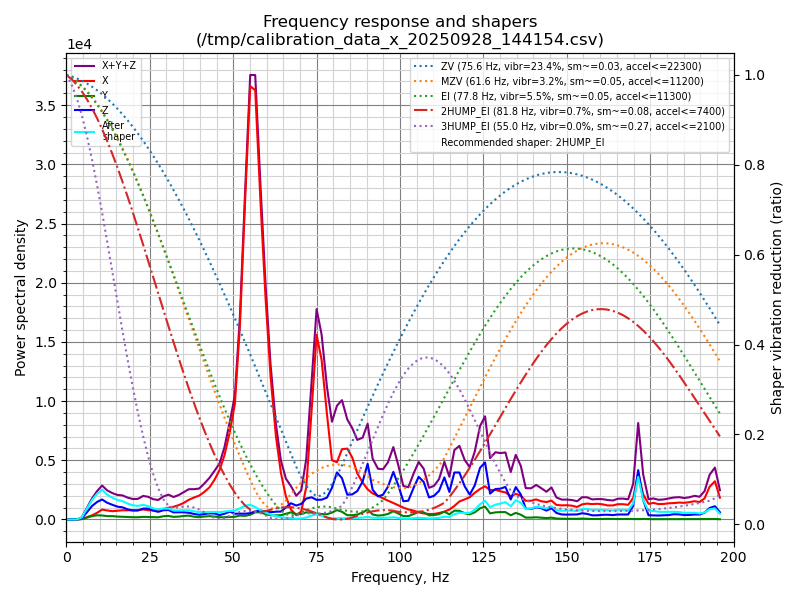 Frequency response and shapers
(/tmp/calibration_data_x_20250928_144154.csv)
1e4
X+Y+Z
X
Y
Z
After
shaper
ZV (75.6 Hz, vibr=23.4%, sm~=0.03, accel<=22300)
MZV (61.6 Hz, vibr=3.2%, sm~=0.05, accel<=11200)
EI (77.8 Hz, vibr=5.5%, sm~=0.05, accel<=11300)
2HUMP_EI (81.8 Hz, vibr=0.7%, sm~=0.08, accel<=7400)
3HUMP_EI (55.0 Hz, vibr=0.0%, sm~=0.27, accel<=2100)
Recommended shaper: 2HUMP_EI
Power spectral density
3.5
3.0
2.5
2.0
1.5
1.0
0.5
0.0
1.0
0.8
0.6
0.4
0.2
0.0
Shaper vibration reduction (ratio)
0 25 50 75 100 125 150 175 200
Frequency, Hz